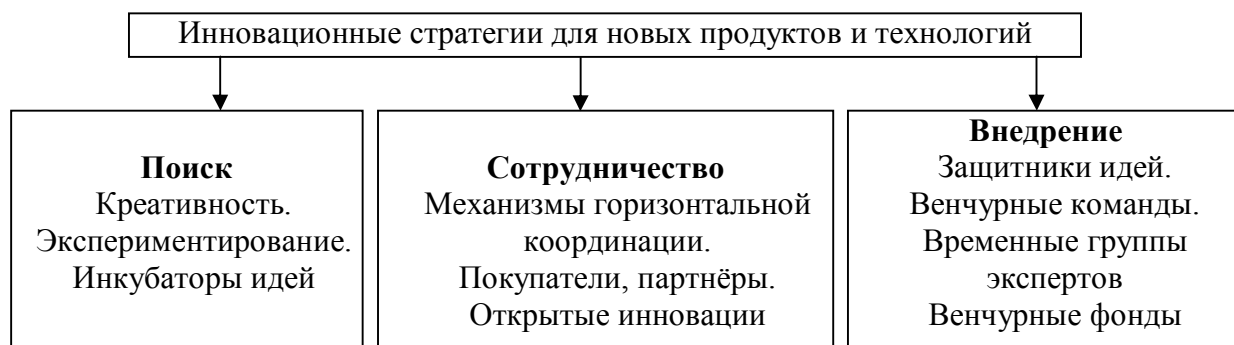 Инновационные стратегии для новых продуктов и технологий
Поиск
Креативность.
Экспериментирование.
Инкубаторы идей
Сотрудничество
Механизмы горизонтальной
координации.
Покупатели, партнёры.
Открытые инновации
Внедрение
Защитники идей.
Венчурные команды.
Временные группы
экспертов
Венчурные фонды